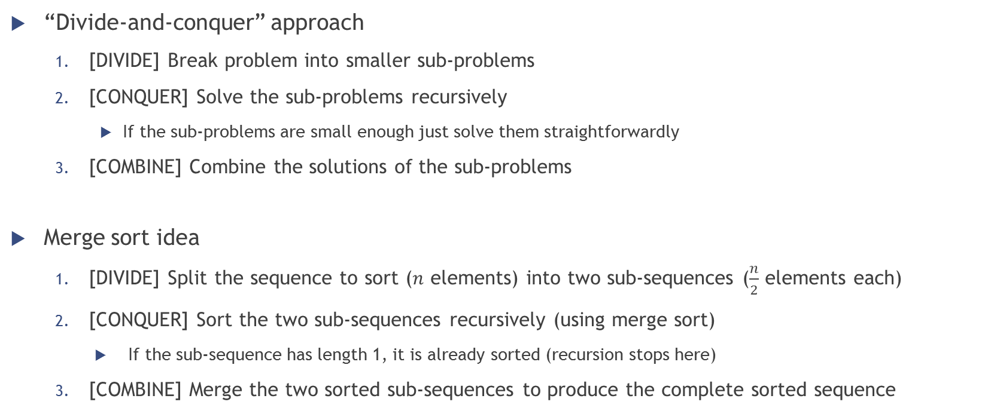 “Divide-and-conquer” approach
1. [DIVIDE] Break problem into smaller sub-problems
2. [CONQUER] Solve the sub-problems recursively
If the sub-problems are small enough just solve them straightforwardly
3. [COMBINE] Combine the solutions of the sub-problems
Merge sort idea
1. [DIVIDE] Split the sequence to sort (n elements) into two sub-sequences (n/2 elements each)
2. [CONQUER] Sort the two sub-sequences recursively (using merge sort)
If the sub-sequence has length 1, it is already sorted (recursion stops here)
3. [COMBINE] Merge the two sorted sub-sequences to produce the complete sorted sequence